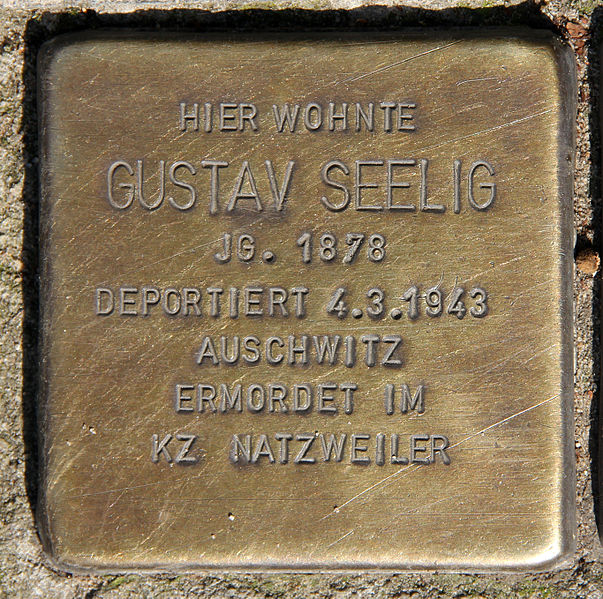 HIER WOHNTE
GUSTAV SEELIG
JG. 1878
DEPORTIERT 4.3.1943
AUSCHWITZ
ERMORDET IM
KZ NATZWEILER